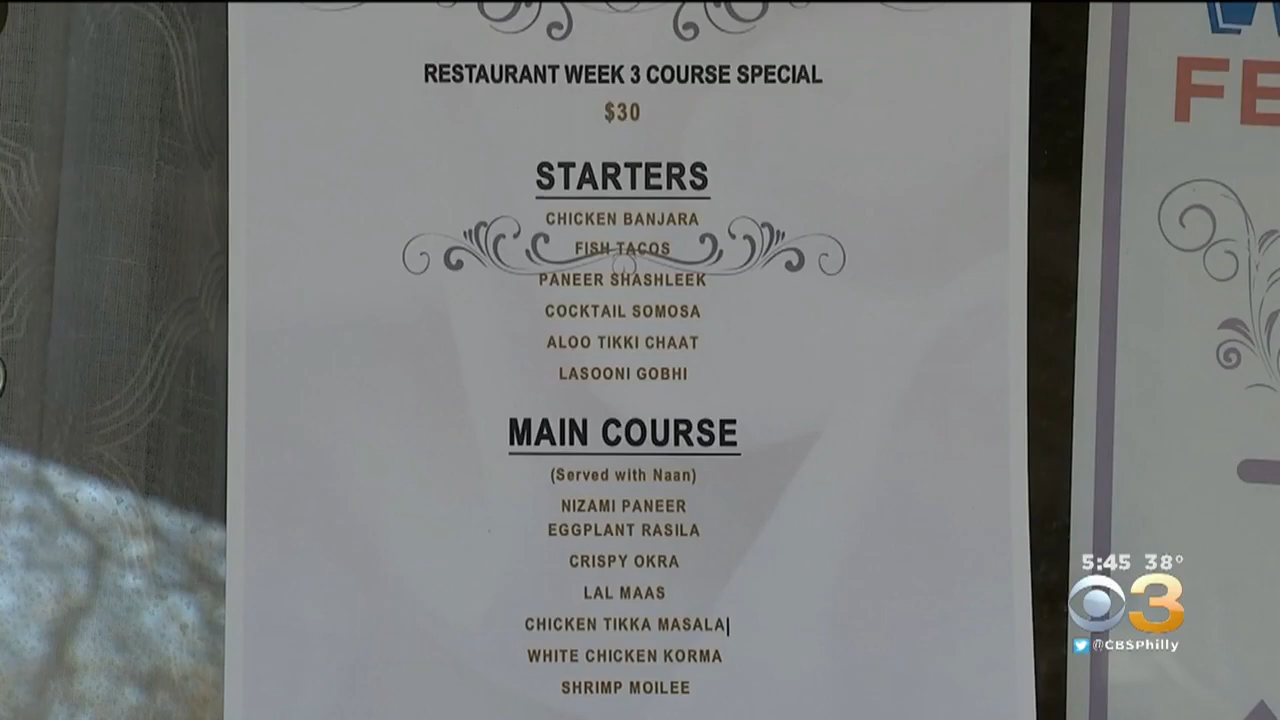 RESTAURANT WEEK 3 COURSE SPECIAL
$30
STARTERS
CHICKEN BANJARA
FISH TACOS
PANEER SHASHLEEK
COCKTAIL SOMOSA
ALOO TIKKI CHAAT
LASOONI GOBHI
MAIN COURSE
(Served with Naan)
NIZAMI PANEER
EGGPLANT RASILA
CRISPY OKRA
LAL MAAS
CHICKEN TIKKA MASALA|
WHITE CHICKEN KORMA
SHRIMP MOILEE
FE
5:45 38°
3
@CBSPhilly